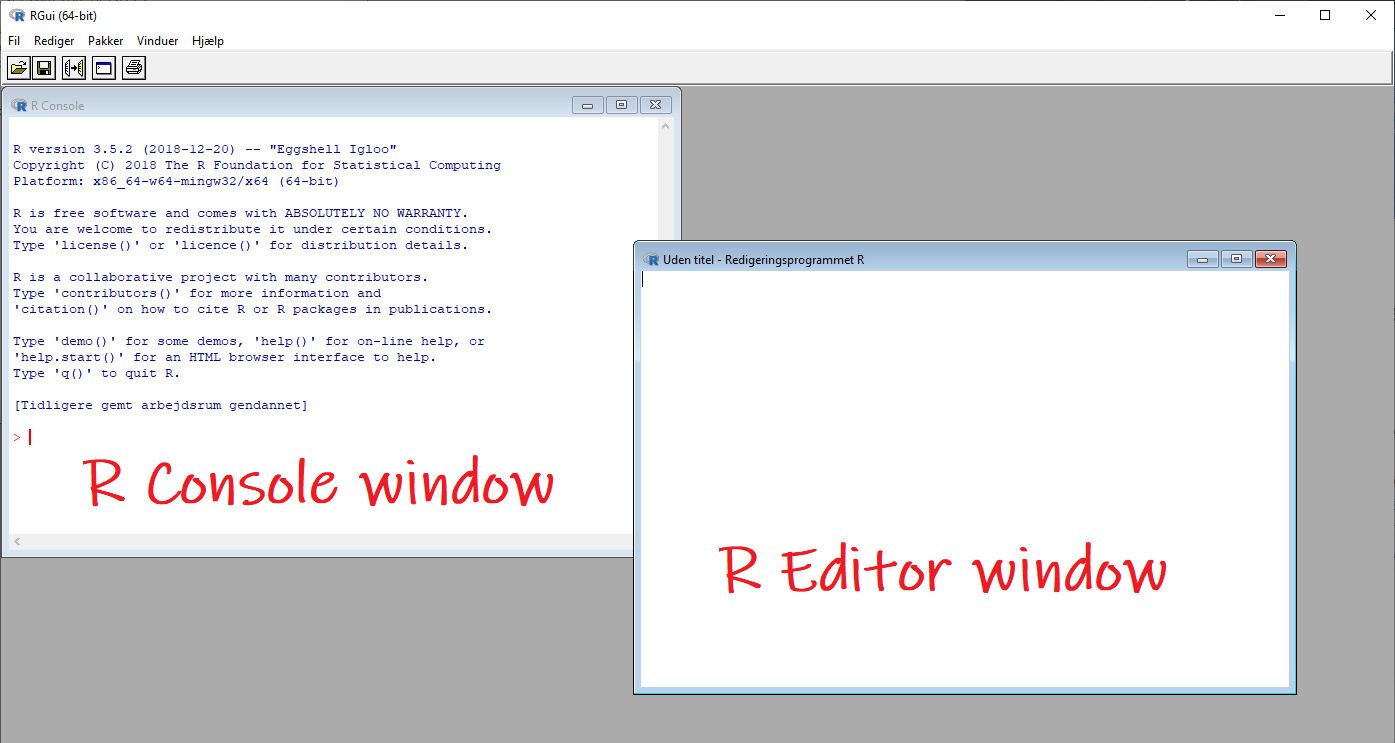 RGui (64-bit)
Fil Rediger Pakker Vinduer Hjælp
R Console
R version 3.5.2 (2018-12-20) -- "Eggshell Igloo"
Copyright (C) 2018 The R Foundation for Statistical Computing
Platform: x86_64-w64-mingw32/x64 (64-bit)
R is free software and comes with ABSOLUTELY NO WARRANTY.
You are welcome to redistribute it under certain conditions.
Type 'license()' or 'licence()' for distribution details.
R is a collaborative project with many contributors.
Type 'contributors()' for more information and
'citation()' on how to cite R or R packages in publications.
Type 'demo()' for some demos, 'help()' for on-line help, or
'help.start()' for an HTML browser interface to help.
Type 'q()' to quit R.
[Tidligere gemt arbejdsrum gendannet]
>
R Console window
Uden titel - Redigeringsprogrammet R
R Editor window